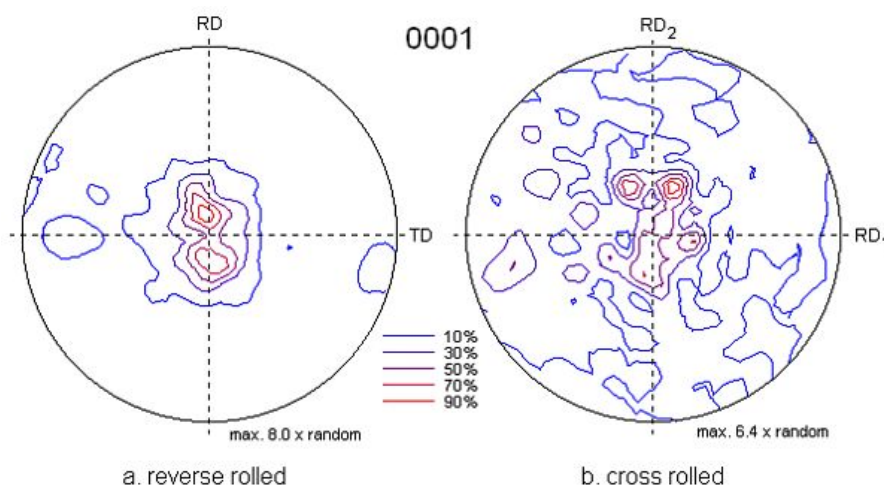 RD
0001
RD2
TD
RD.
10%
30%
50%
70%
90%
max. 8.0 x random
max. 6.4 x random
a. reverse rolled
b. cross rolled